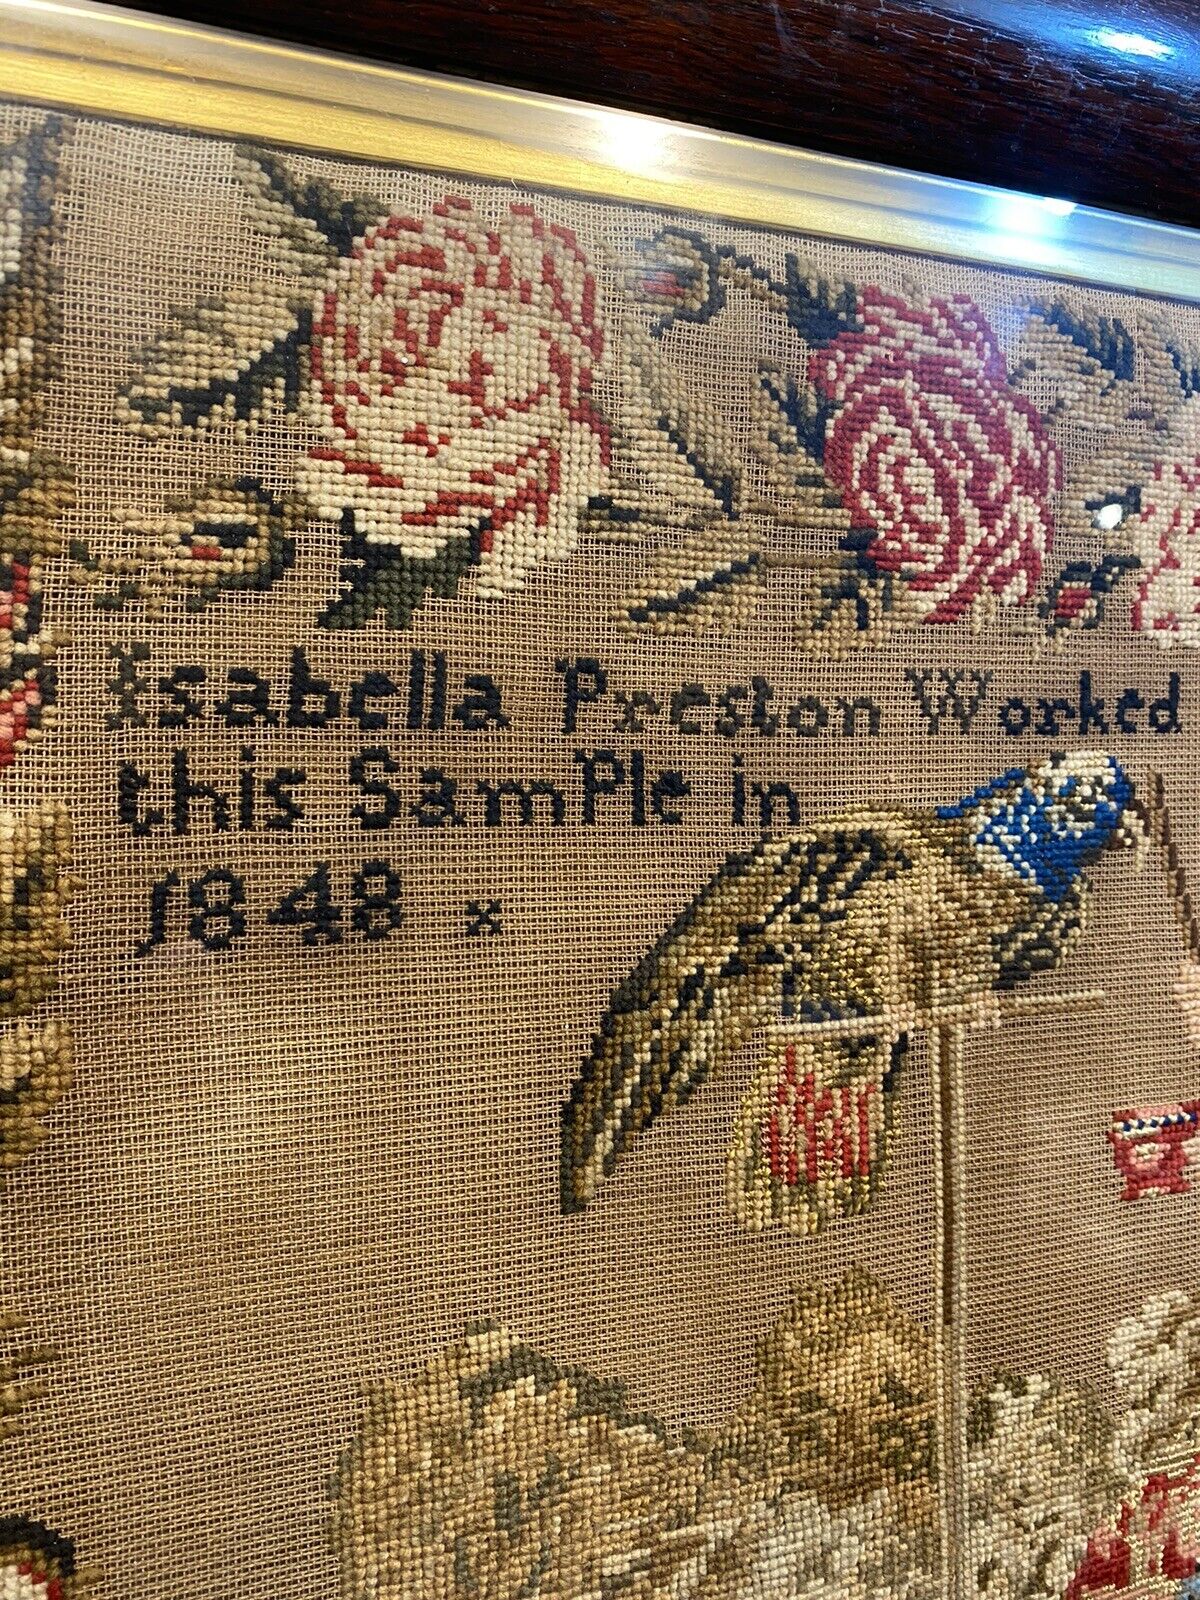 Isabella Preston Worked
this SamPle in
1848 x